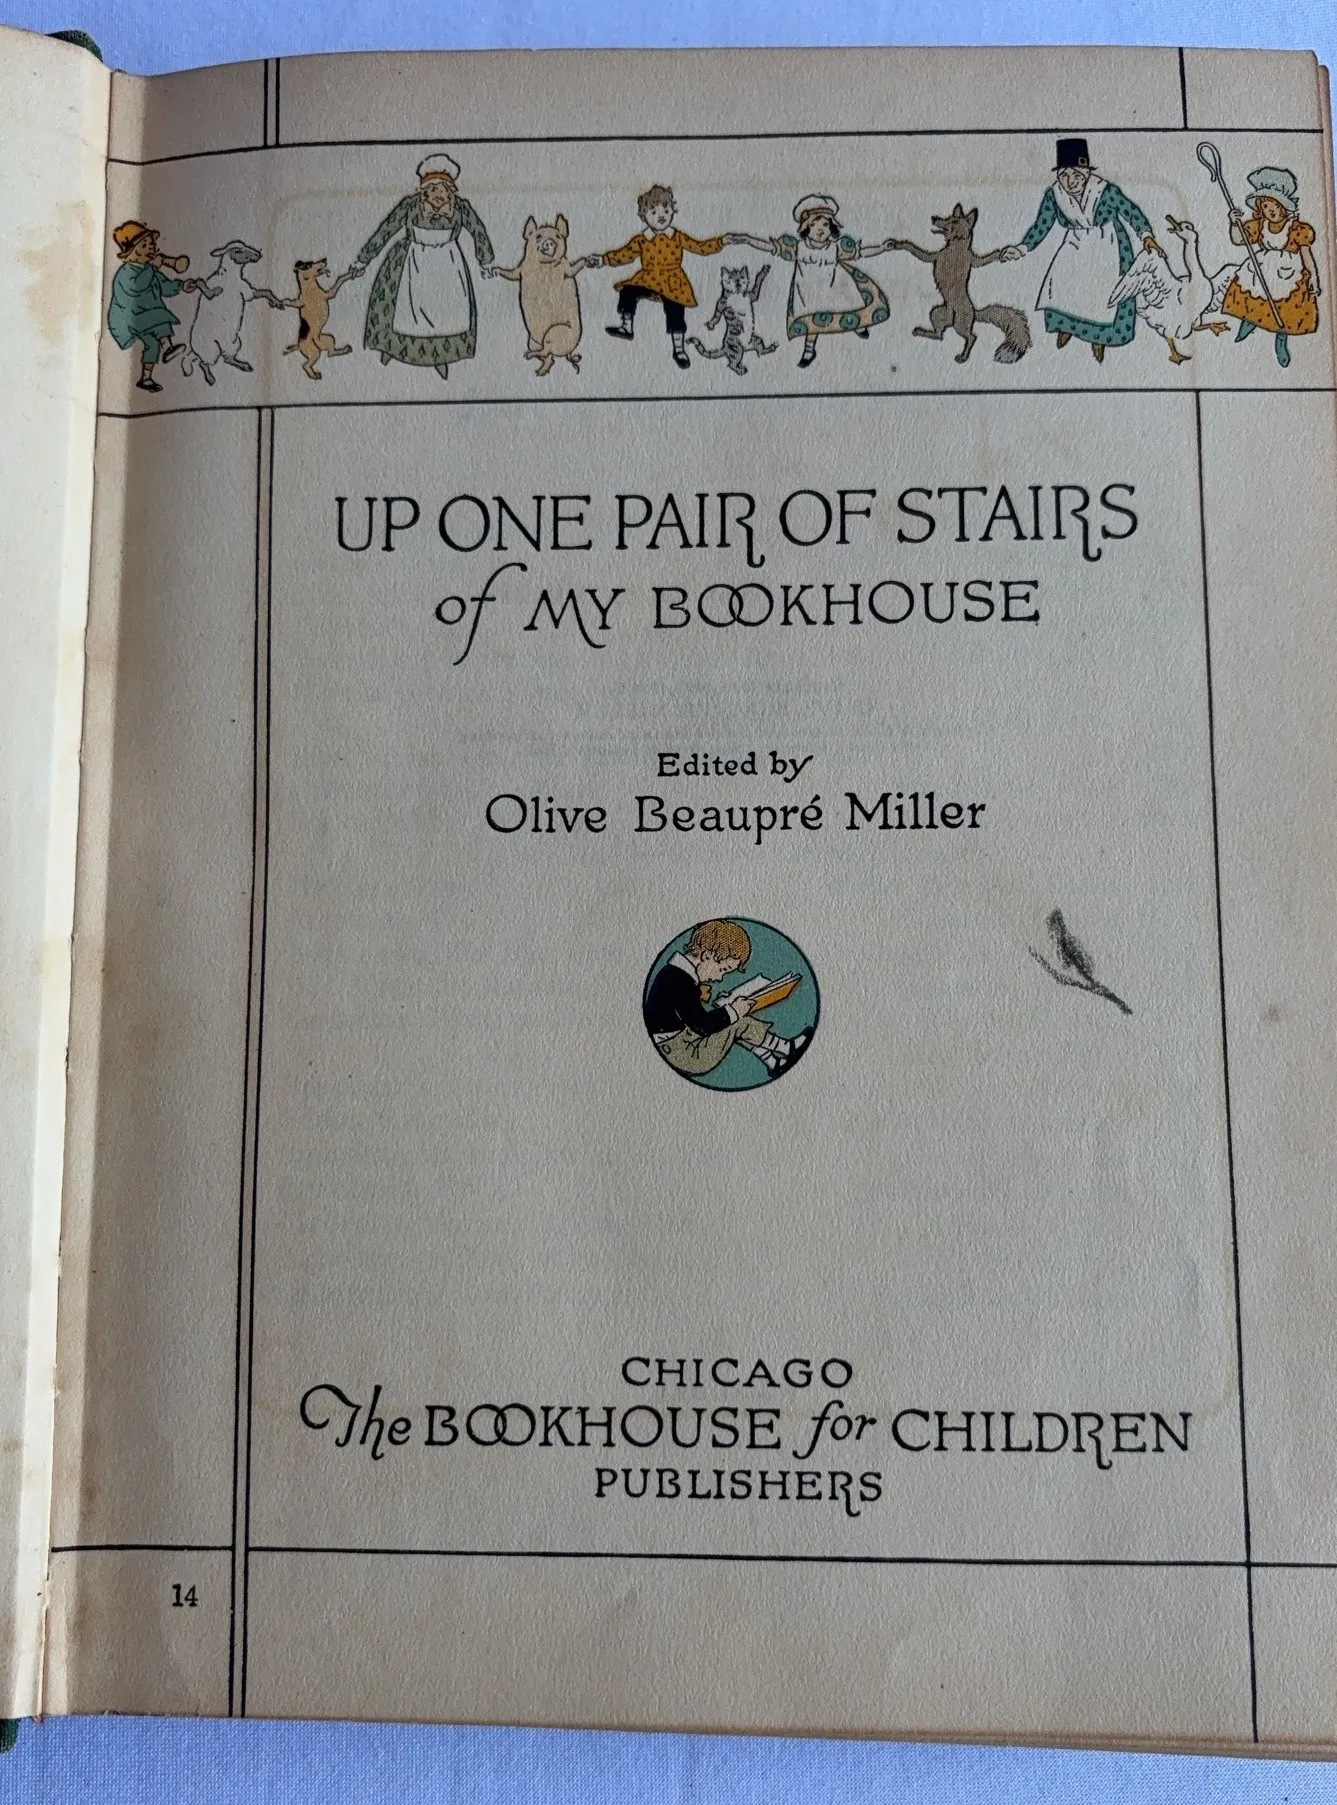 UP ONE PAIR OF STAIRS
of MY BOOKHOUSE
Edited by
Olive Beaupré Miller
CHICAGO
The BOOKHOUSE for CHILDREN
PUBLISHERS
14